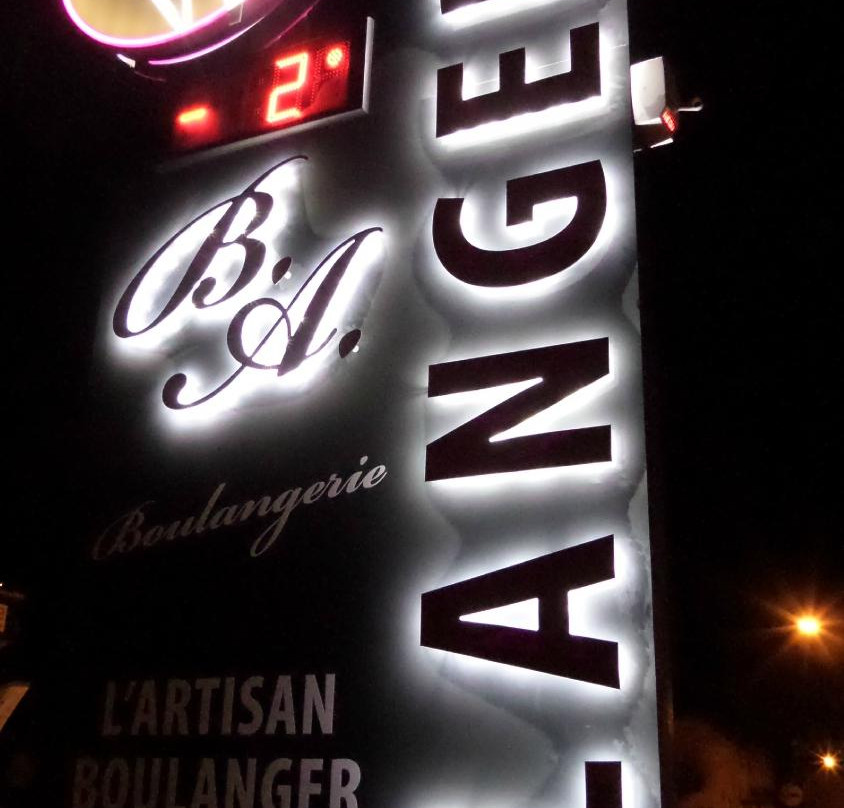 -2°
B.
A.
Boulangerie
L'ARTISAN
BOULANGER
LANGE